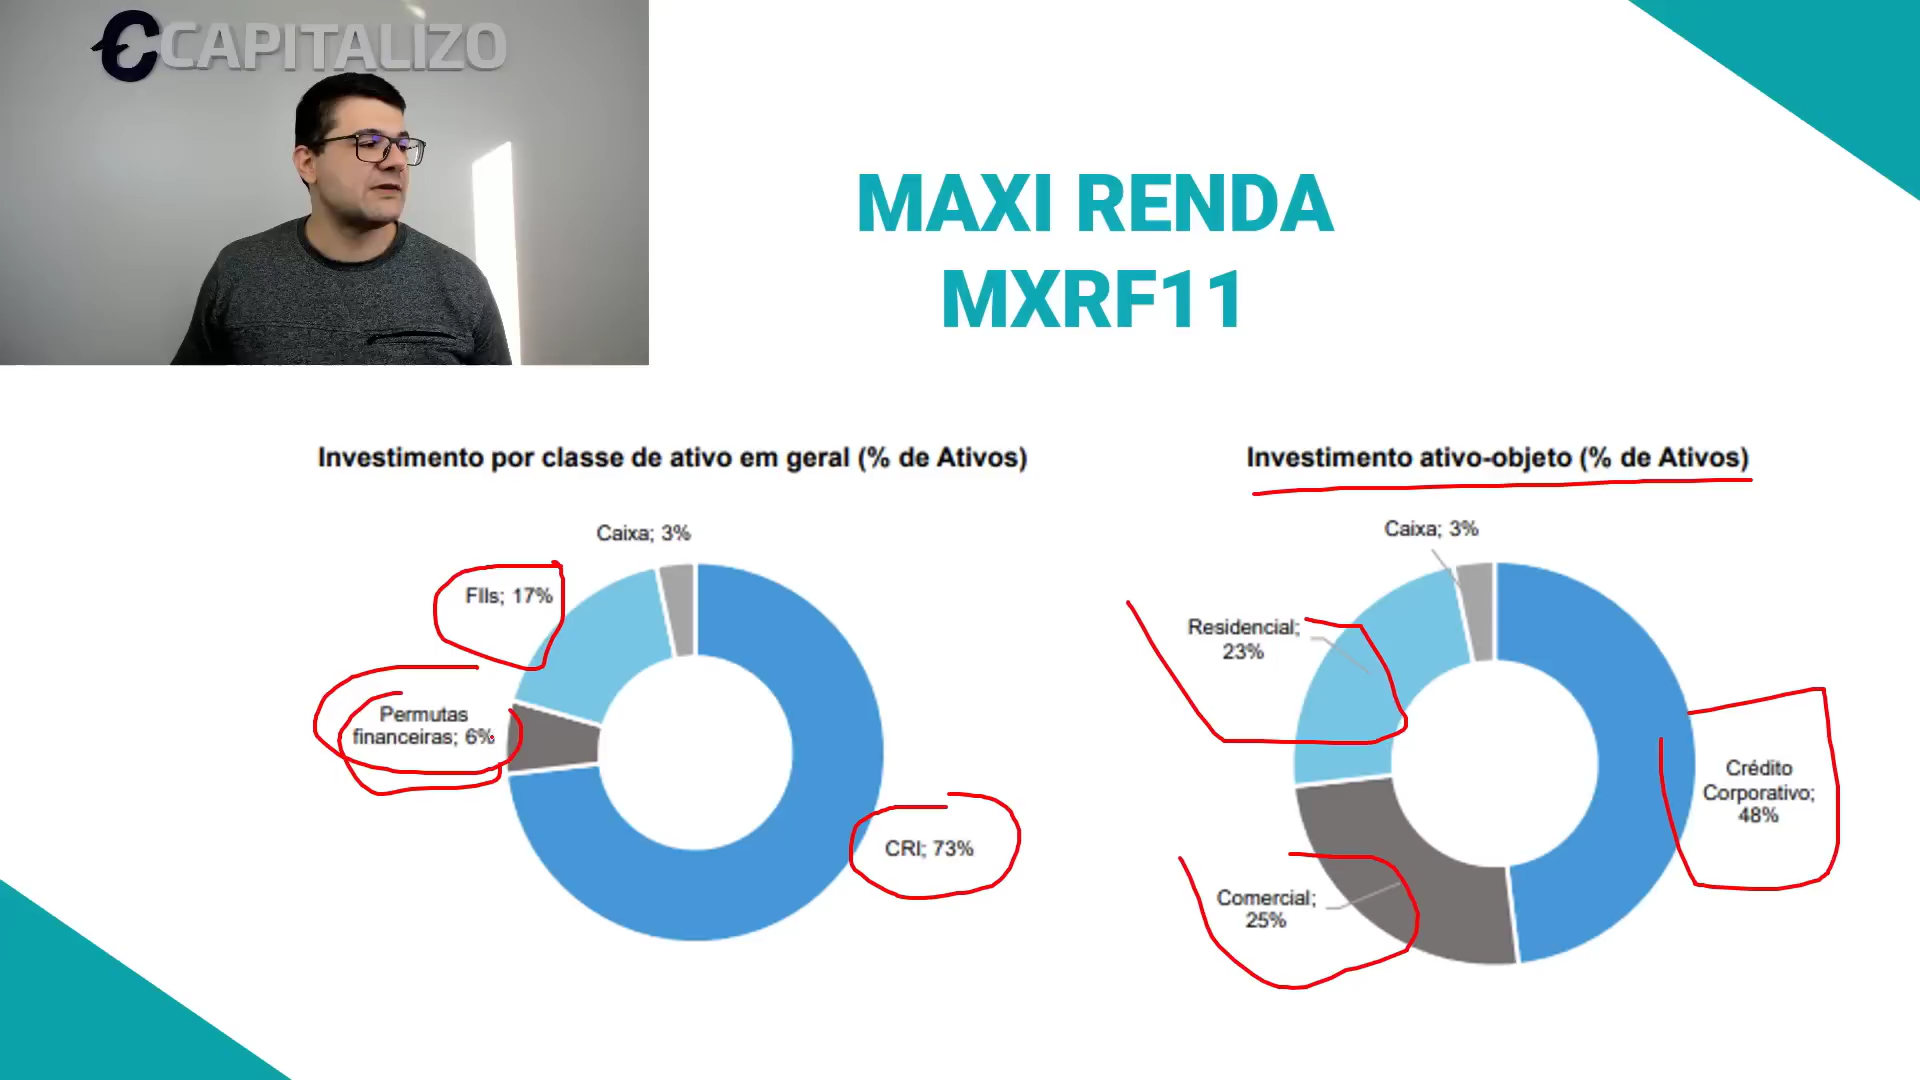 CAPITALIZO
MAXI RENDA
MXRF11
Investimento por classe de ativo em geral (% de Ativos)
Caixa; 3%
FIIs; 17%
Permutas
financeiras; 6%
CRI; 73%
Investimento ativo-objeto (% de Ativos)
Caixa; 3%
Residencial;
23%
Crédito
Corporativo;
48%
Comercial;
25%